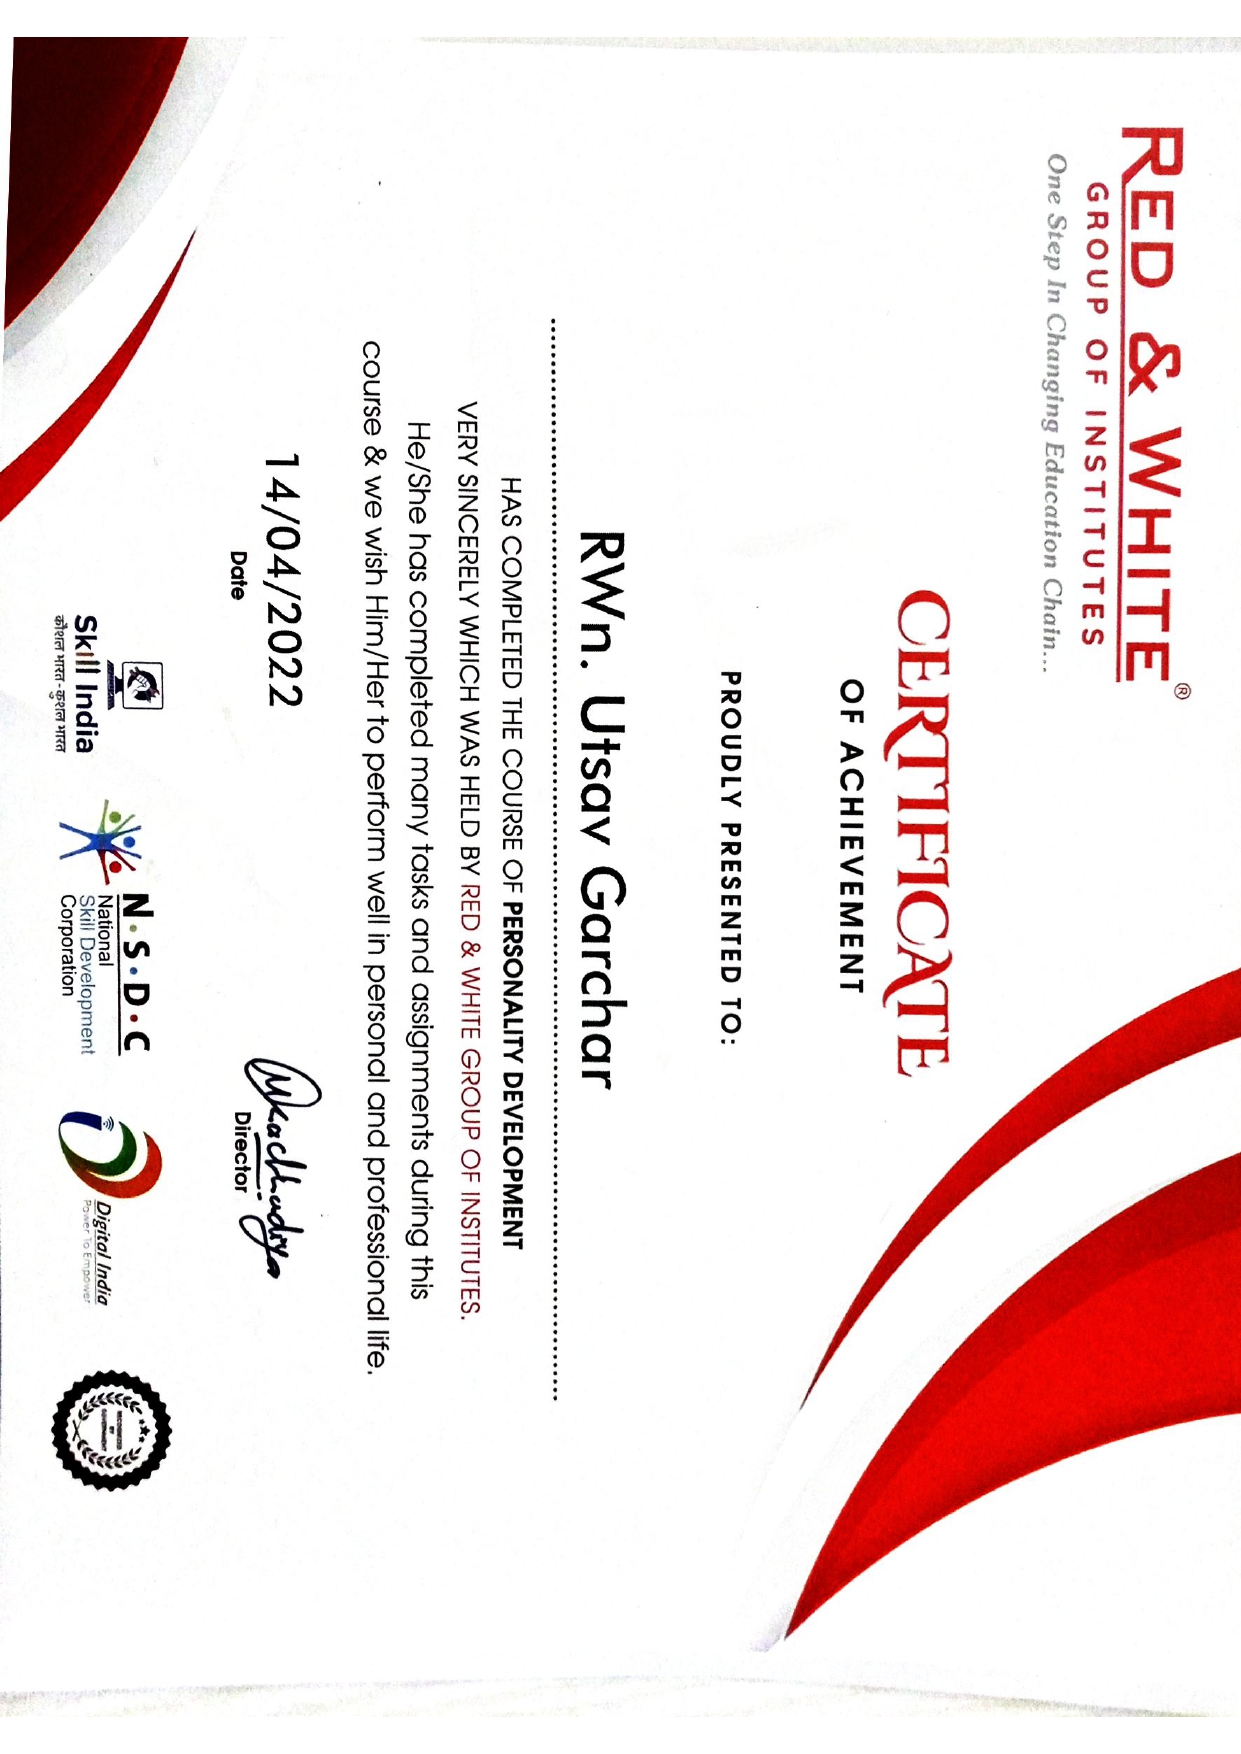 RED & WHITE®
GROUP OF INSTITUTES
One Step In Changing Education Chain...
CERTIFICATE
OF ACHIEVEMENT
PROUDLY PRESENTED TO:
RWn. Utsav Garchar
HAS COMPLETED THE COURSE OF PERSONALITY DEVELOPMENT
VERY SINCERELY WHICH WAS HELD BY RED & WHITE GROUP OF INSTITUTES.
He/She has completed many tasks and assignments during this
course & we wish Him/Her to perform well in personal and professional life.
14/04/2022
Date
Director
Skill India
कौशल भारत-कुशल भारत
N·S·D·C
National
Skill Development
Corporation
Digital India
Power To Empower
RECOGNIZED
BY
GOVERNMENT